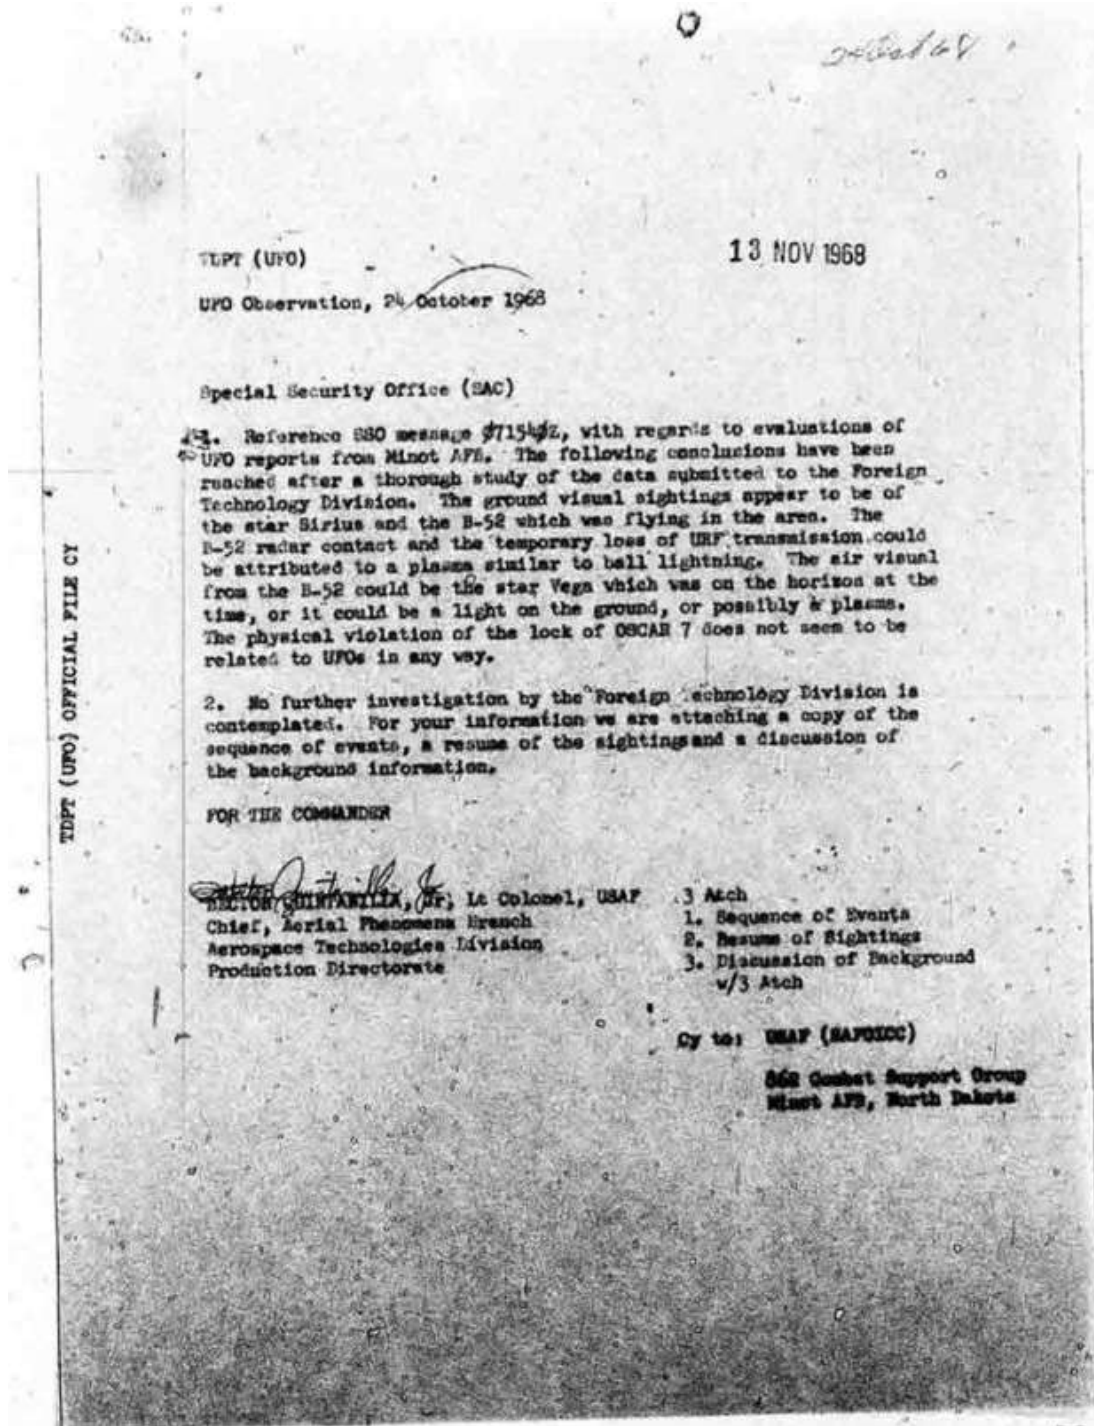 24 Oct 68
TDPT (UFO)
13 NOV 1968
UFO Observation, 24 October 1968
Special Security Office (SAC)
1. Reference SSO message Ø7154ØZ, with regards to evaluations of
UFO reports from Minot AFB. The following conclusions have been
reached after a thorough study of the data submitted to the Foreign
Technology Division. The ground visual sightings appear to be of
the star Sirius and the B-52 which was flying in the area. The
B-52 radar contact and the temporary loss of UHF transmission could
be attributed to a plasma similar to ball lightning. The air visual
from the B-52 could be the star Vega which was on the horizon at the
time, or it could be a light on the ground, or possibly a plasma.
The physical violation of the lock of OSCAR 7 does not seem to be
related to UFOs in any way.
2. No further investigation by the Foreign Technology Division is
contemplated. For your information we are attaching a copy of the
sequence of events, a resume of the sightings and a discussion of
the background information.
FOR THE COMMANDER
HECTOR QUINTANILLA, Jr, Lt Colonel, USAF
Chief, Aerial Phenomena Branch
Aerospace Technologies Division
Production Directorate
3 Atch
1. Sequence of Events
2. Resume of Sightings
3. Discussion of Background
w/3 Atch
Cy to: USAF (SAFOICC)
862 Combat Support Group
Minot AFB, North Dakota
TDPT (UFO) OFFICIAL FILE CY